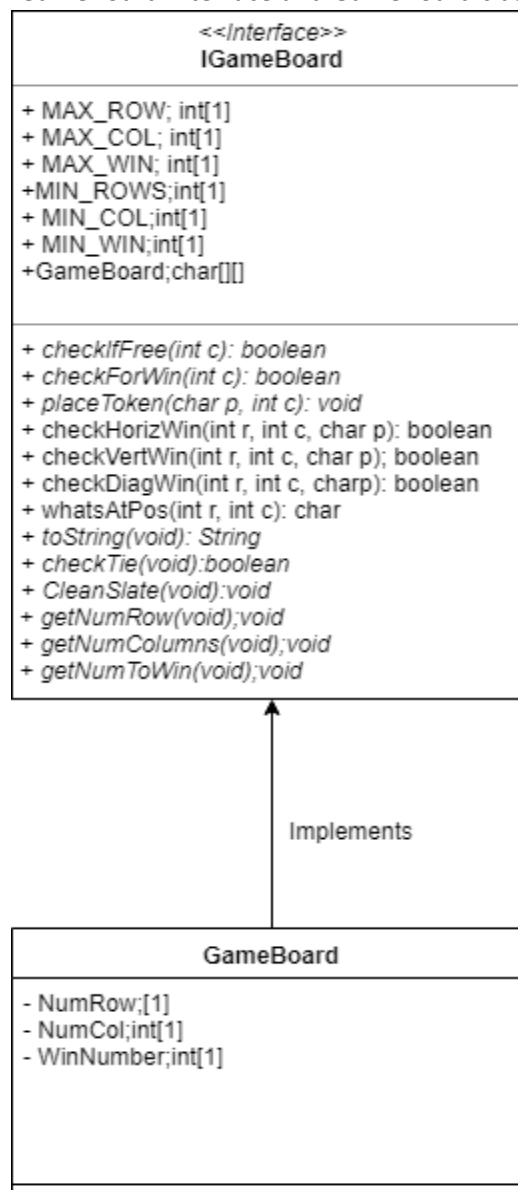 <<Interface>>
IGameBoard
+ MAX_ROW; int[1]
+ MAX_COL; int[1]
+ MAX_WIN; int[1]
+MIN_ROWS;int[1]
+ MIN_COL;int[1]
+ MIN_WIN;int[1]
+GameBoard;char[][]
+ checkIfFree(int c): boolean
+ checkForWin(int c): boolean
+ placeToken(char p, int c): void
+ checkHorizWin(int r, int c, char p): boolean
+ checkVertWin(int r, int c, char p); boolean
+ checkDiagWin(int r, int c, charp): boolean
+ whatsAtPos(int r, int c): char
+ toString(void): String
+ checkTie(void):boolean
+ CleanSlate(void):void
+ getNumRow(void);void
+ getNumColumns(void);void
+ getNumToWin(void);void
Implements
GameBoard
- NumRow;[1]
- NumCol;int[1]
- WinNumber;int[1]